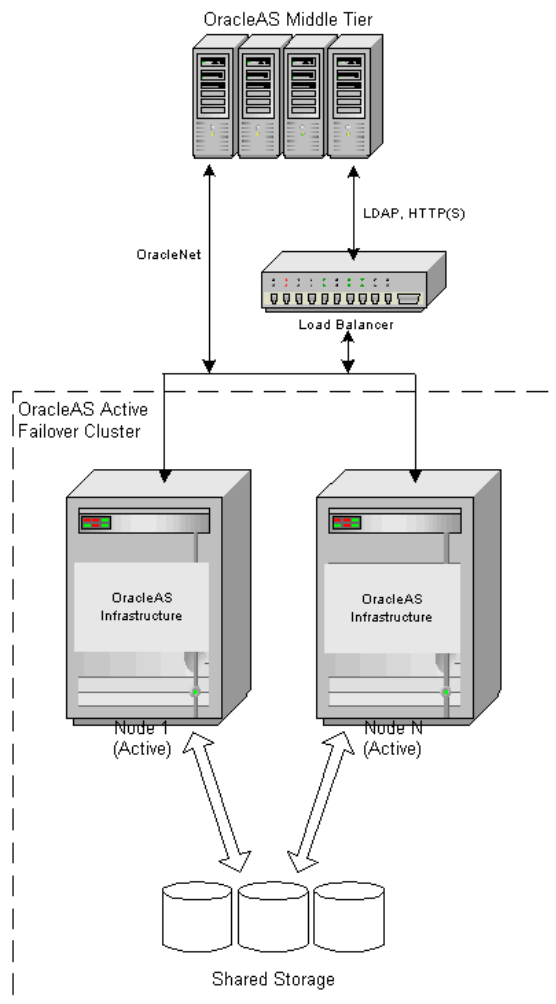 OracleAS Middle Tier
LDAP, HTTP(S)
OracleNet
Load Balancer
OracleAS Active
Failover Cluster
OracleAS
Infrastructure
OracleAS
Infrastructure
Node 1
(Active)
Node N
(Active)
Shared Storage